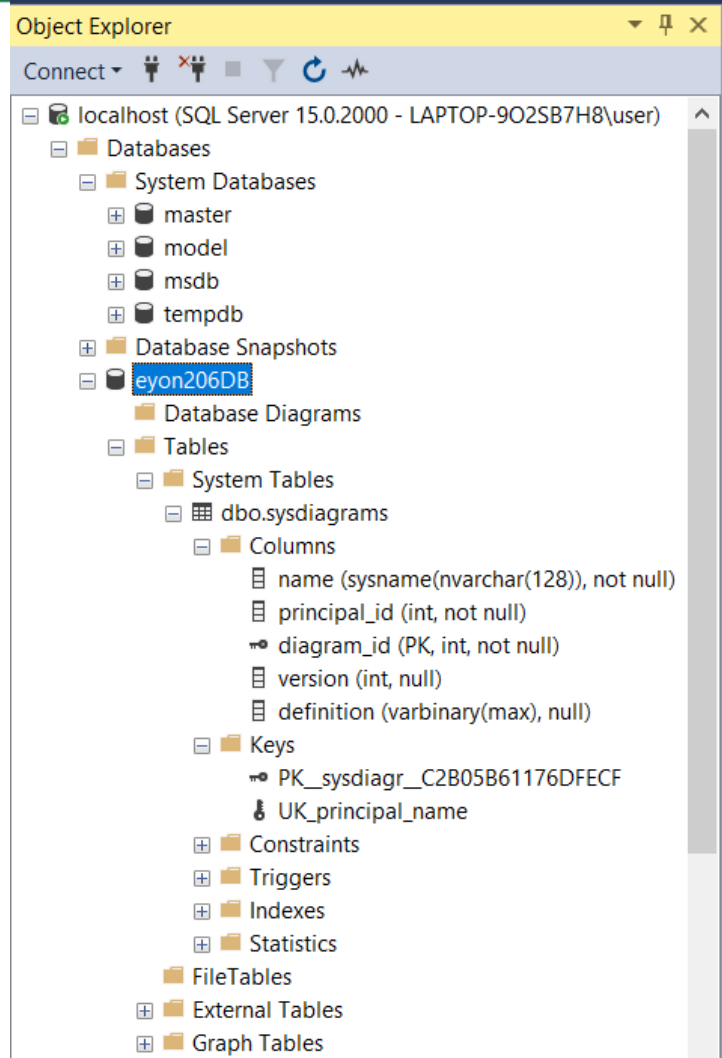 Object Explorer
Connect
localhost (SQL Server 15.0.2000 - LAPTOP-9O2SB7H8\user)
Databases
System Databases
master
model
msdb
tempdb
Database Snapshots
eyon206DB
Database Diagrams
Tables
System Tables
dbo.sysdiagrams
Columns
name (sysname(nvarchar(128)), not null)
principal_id (int, not null)
diagram_id (PK, int, not null)
version (int, null)
definition (varbinary(max), null)
Keys
PK__sysdiagr__C2B05B61176DFECF
UK_principal_name
Constraints
Triggers
Indexes
Statistics
FileTables
External Tables
Graph Tables